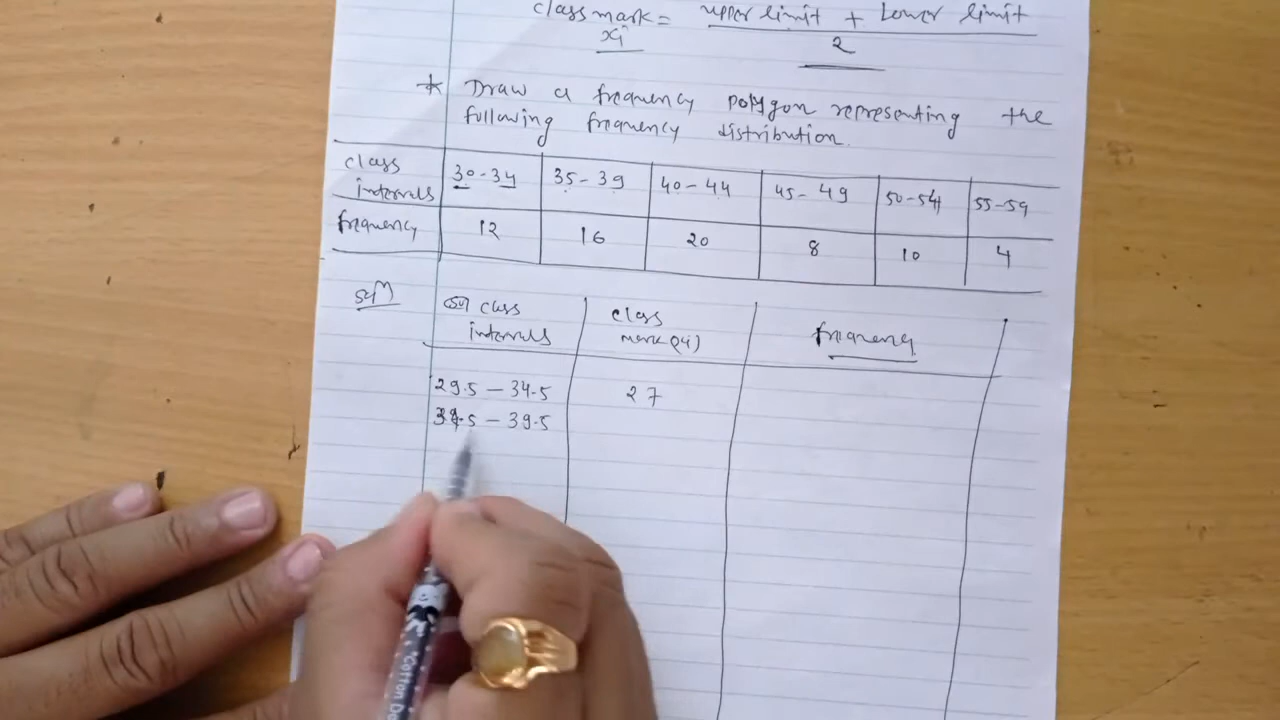 class mark = upper limit + Lower limit
xi 2
* Draw a frequency polygon representing the
following frequency distribution.
class intervals 30-34 35-39 40-44 45-49 50-54 55-59
frequency 12 16 20 8 10 4
class intervals class mark frequency
29.5 - 34.5 27
34.5 - 39.5